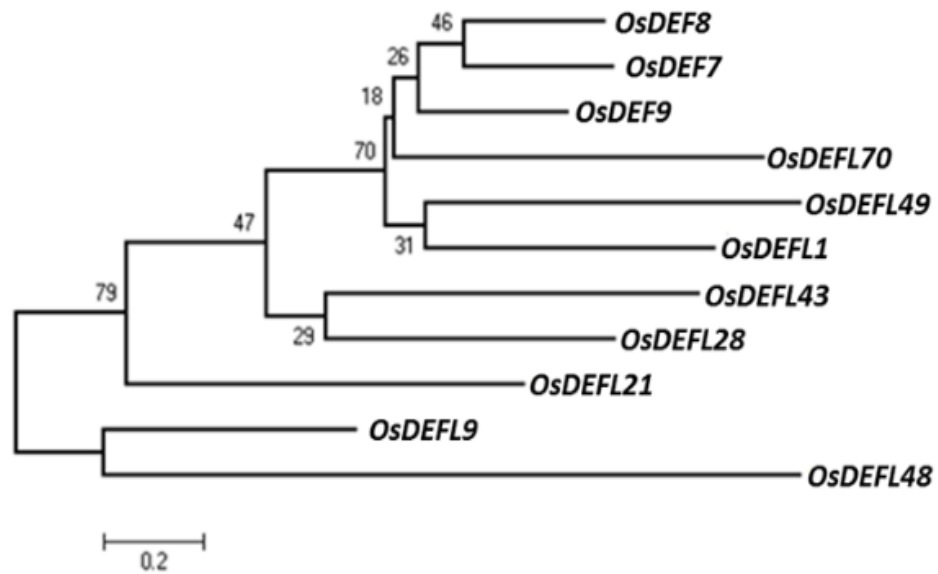 46 OsDEF8
26 OsDEF7
18 OsDEF9
70 OsDEFL70
47 OsDEFL49
31 OsDEFL1
79 OsDEFL43
29 OsDEFL28
OsDEFL21
OsDEFL9
OsDEFL48
0.2